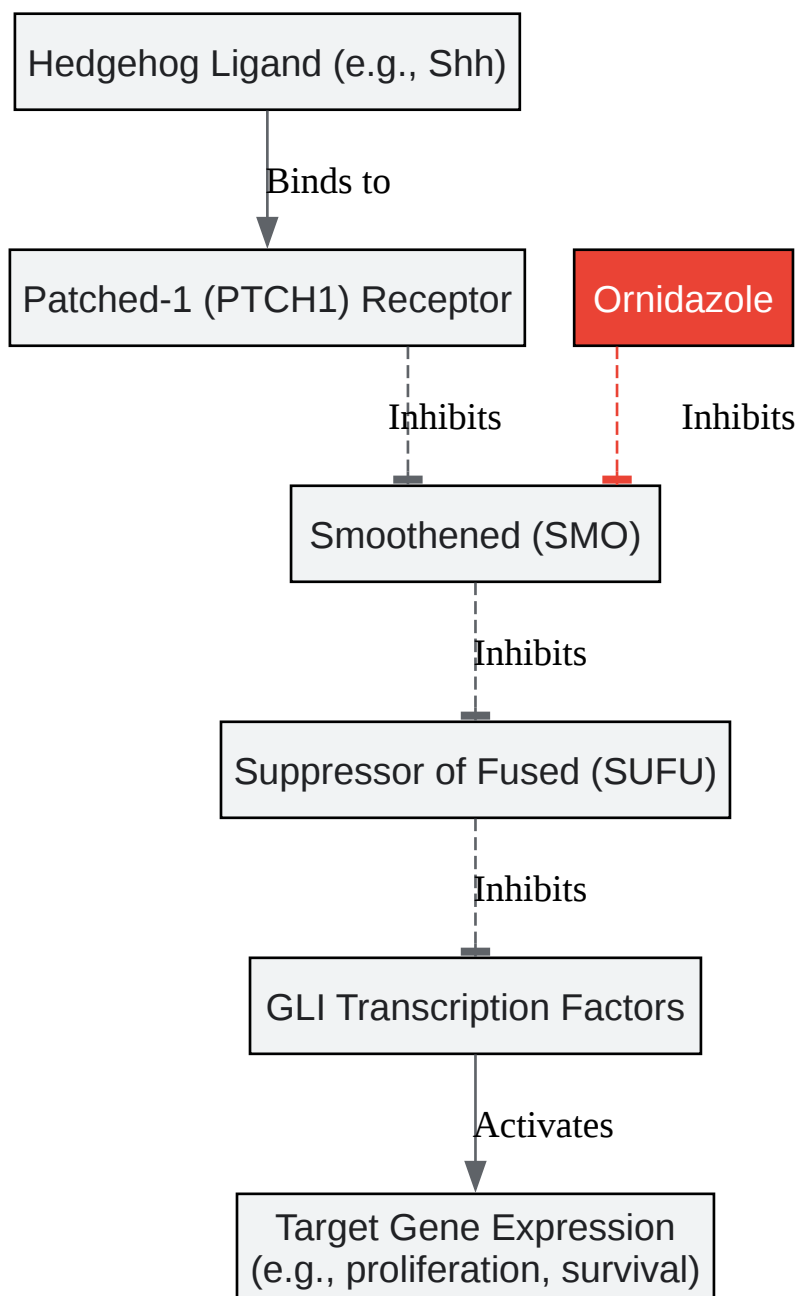 Hedgehog Ligand (e.g., Shh)
Binds to
Patched-1 (PTCH1) Receptor
Ornidazole
Inhibits
Inhibits
Smoothened (SMO)
Inhibits
Suppressor of Fused (SUFU)
Inhibits
GLI Transcription Factors
Activates
Target Gene Expression
(e.g., proliferation, survival)